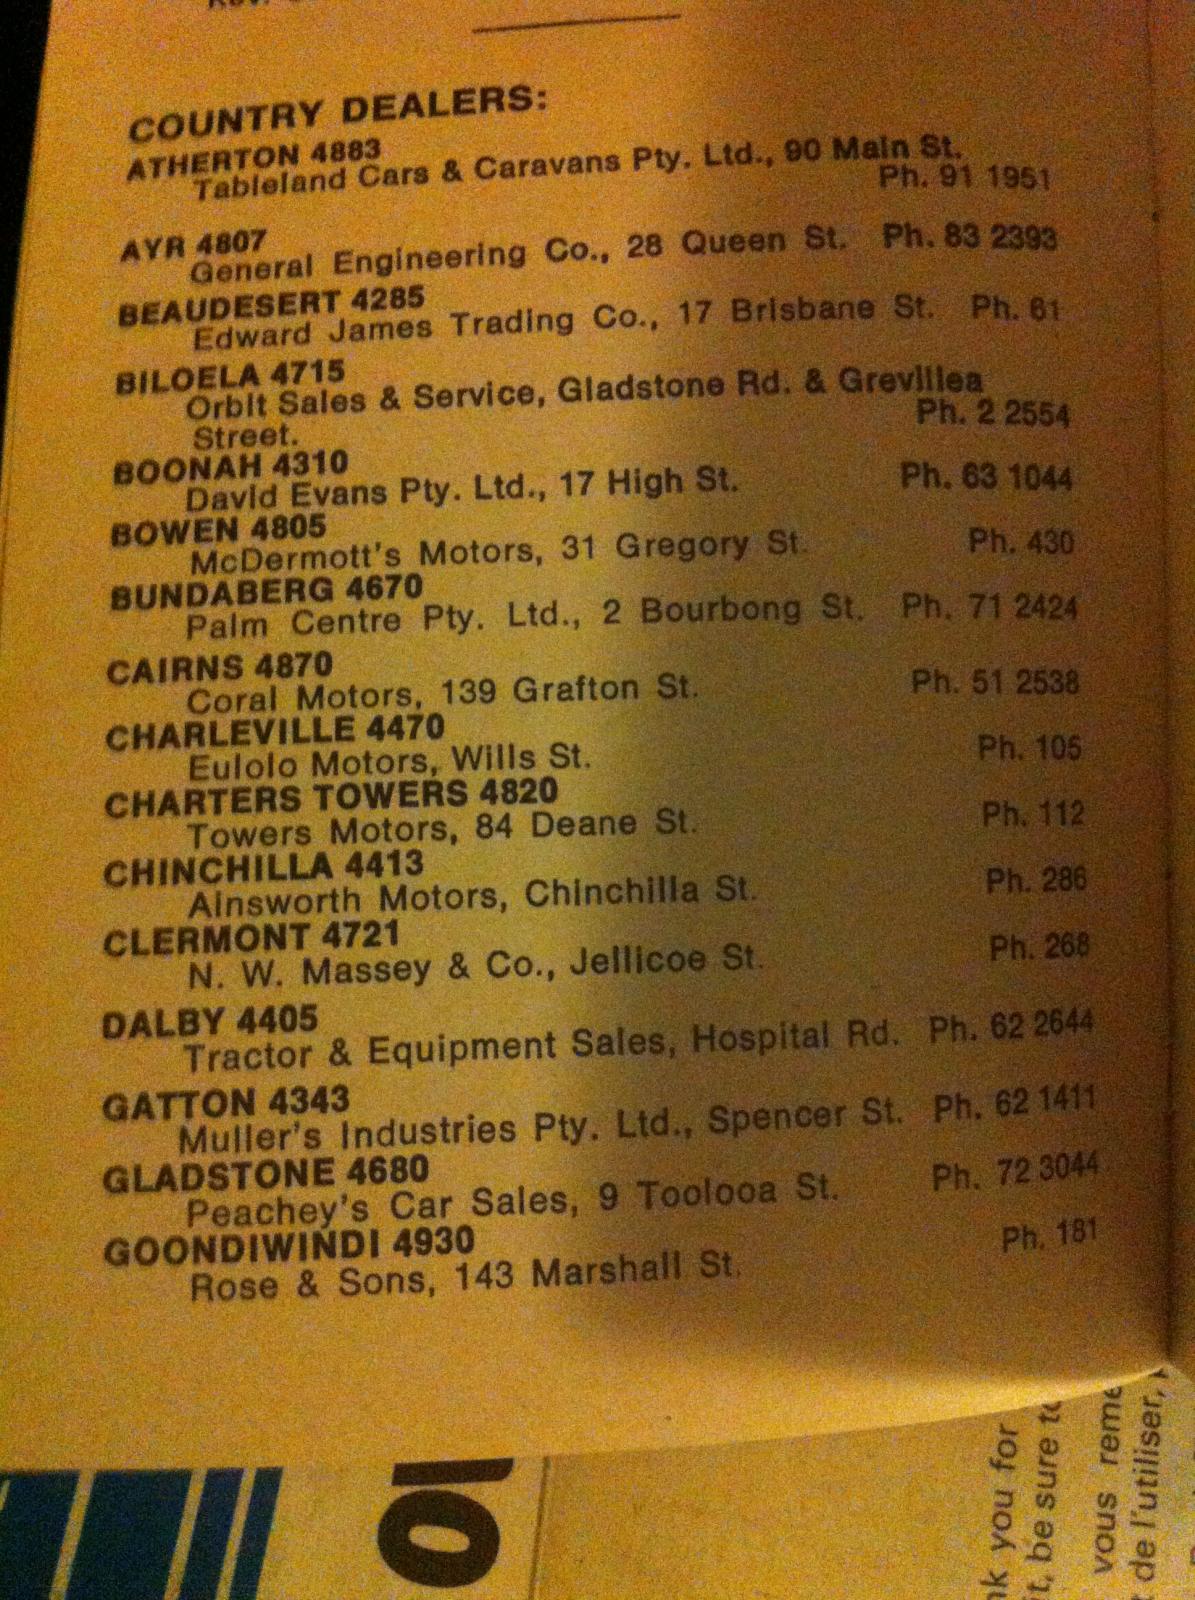 COUNTRY DEALERS:
ATHERTON 4883
Tableland Cars & Caravans Pty. Ltd., 90 Main St.
Ph. 91 1951
AYR 4807
General Engineering Co., 28 Queen St. Ph. 83 2393
BEAUDESERT 4285
Edward James Trading Co., 17 Brisbane St. Ph. 61
BILOELA 4715
Orbit Sales & Service, Gladstone Rd. & Grevillea
Street. Ph. 2 2554
BOONAH 4310
David Evans Pty. Ltd., 17 High St. Ph. 63 1044
BOWEN 4805
McDermott's Motors, 31 Gregory St. Ph. 430
BUNDABERG 4670
Palm Centre Pty. Ltd., 2 Bourbong St. Ph. 71 2424
CAIRNS 4870
Coral Motors, 139 Grafton St. Ph. 51 2538
CHARLEVILLE 4470
Eulolo Motors, Wills St. Ph. 105
CHARTERS TOWERS 4820
Towers Motors, 84 Deane St. Ph. 112
CHINCHILLA 4413
Ainsworth Motors, Chinchilla St. Ph. 286
CLERMONT 4721
N. W. Massey & Co., Jellicoe St. Ph. 268
DALBY 4405
Tractor & Equipment Sales, Hospital Rd. Ph. 62 2644
GATTON 4343
Muller's Industries Pty. Ltd., Spencer St. Ph. 62 1411
GLADSTONE 4680
Peachey's Car Sales, 9 Toolooa St. Ph. 72 3044
GOONDIWINDI 4930
Rose & Sons, 143 Marshall St. Ph. 181
you for
be sure
vous
de l'utiliser,